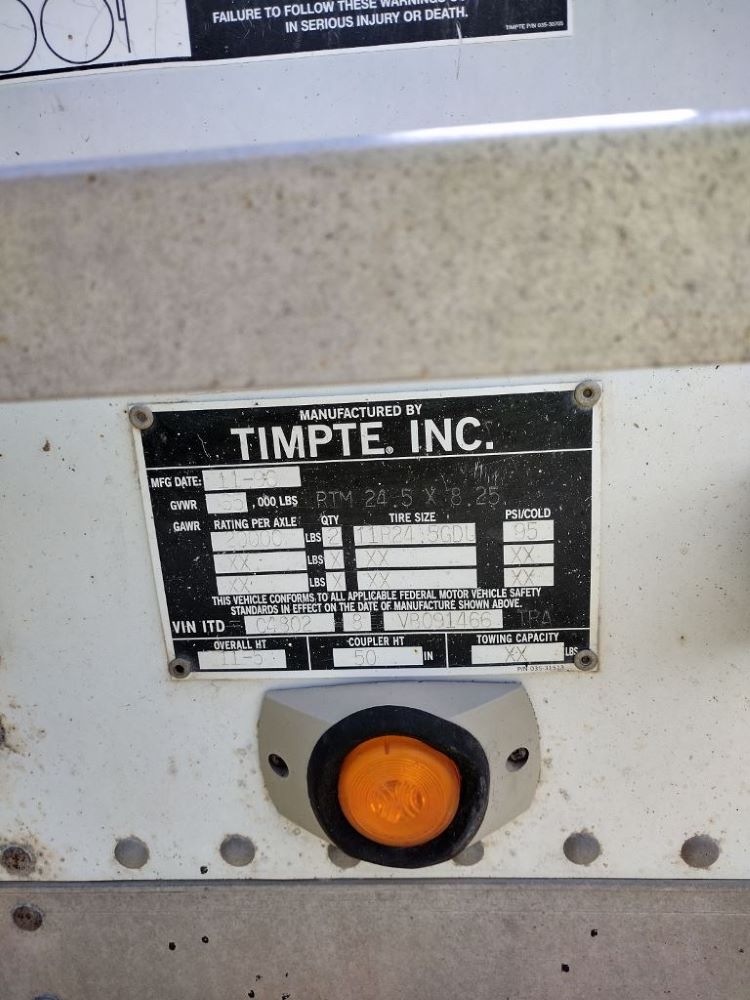 FAILURE TO FOLLOW THESE WARNINGS
IN SERIOUS INJURY OR DEATH.
TIMPTE P/N 035-30705
MANUFACTURED BY
TIMPTE, INC.
MFG DATE: 11-96
GVWR 65 ,000 LBS RIM 24.5 X 8.25
GAWR RATING PER AXLE QTY TIRE SIZE PSI/COLD
20000 LBS 2 11R24.5GDL 95
XX LBS X XX XX
XX LBS X XX XX
THIS VEHICLE CONFORMS TO ALL APPLICABLE FEDERAL MOTOR VEHICLE SAFETY
STANDARDS IN EFFECT ON THE DATE OF MANUFACTURE SHOWN ABOVE.
VIN 1TD C4802 8 VB091466 TRA
OVERALL HT COUPLER HT TOWING CAPACITY
11-5 50 IN XX LBS